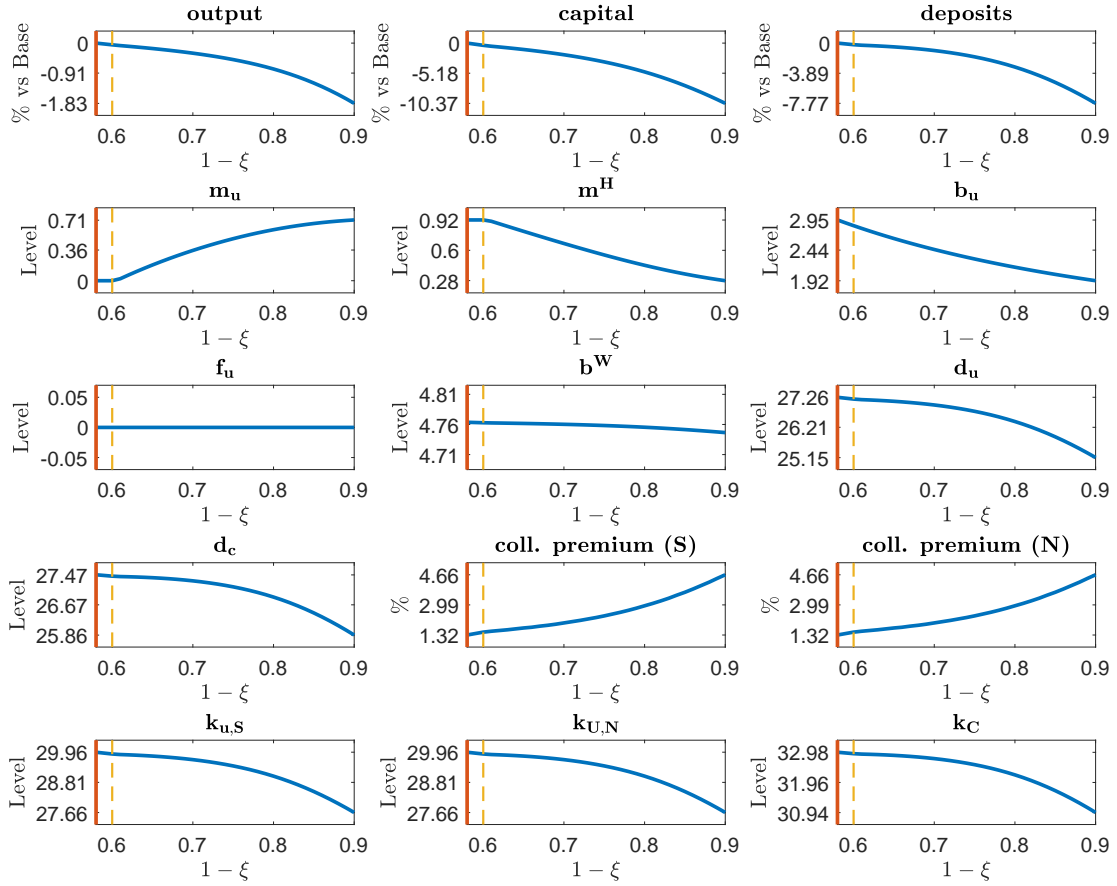 output
% vs Base
0
-0.91
-1.83
0.6 0.7 0.8 0.9
1 − ξ
capital
% vs Base
0
-5.18
-10.37
0.6 0.7 0.8 0.9
1 − ξ
deposits
% vs Base
0
-3.89
-7.77
0.6 0.7 0.8 0.9
1 − ξ
m_u
Level
0.71
0.36
0
0.6 0.7 0.8 0.9
1 − ξ
m^H
Level
0.92
0.6
0.28
0.6 0.7 0.8 0.9
1 − ξ
b_u
Level
2.95
2.44
1.92
0.6 0.7 0.8 0.9
1 − ξ
f_u
Level
0.05
0
-0.05
0.6 0.7 0.8 0.9
1 − ξ
b^W
Level
4.81
4.76
4.71
0.6 0.7 0.8 0.9
1 − ξ
d_u
Level
27.26
26.21
25.15
0.6 0.7 0.8 0.9
1 − ξ
d_c
Level
27.47
26.67
25.86
0.6 0.7 0.8 0.9
1 − ξ
coll. premium (S)
%
4.66
2.99
1.32
0.6 0.7 0.8 0.9
1 − ξ
coll. premium (N)
%
4.66
2.99
1.32
0.6 0.7 0.8 0.9
1 − ξ
k_{u,S}
Level
29.96
28.81
27.66
0.6 0.7 0.8 0.9
1 − ξ
k_{U,N}
Level
29.96
28.81
27.66
0.6 0.7 0.8 0.9
1 − ξ
k_C
Level
32.98
31.96
30.94
0.6 0.7 0.8 0.9
1 − ξ